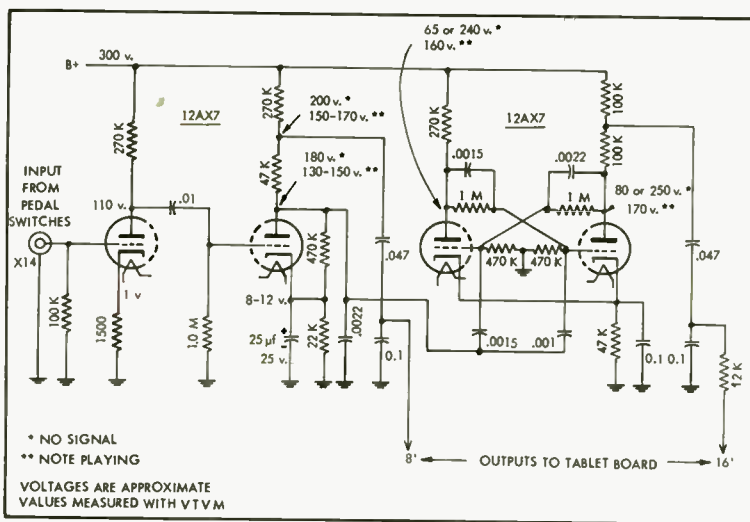 65 or 240 v. *
160 v. **
B+
300 v.
270 K
12AX7
270 K
200 v. *
150-170 v. **
270 K
12AX7
100 K
100 K
.0015
.0022
INPUT
FROM
PEDAL
SWITCHES
X14
110 v.
.01
47 K
180 v. *
130-150 v. **
1 M
1 M
80 or 250 v. *
170 v. **
470 K
.047
470 K
470 K
.047
1 v
8-12 v.
100 K
1500
1.0 M
25 µf
+
-
25 v.
22 K
.0022
0.1
.0015
.001
47 K
0.1
0.1
12 K
* NO SIGNAL
** NOTE PLAYING
8'
OUTPUTS TO TABLET BOARD
16'
VOLTAGES ARE APPROXIMATE
VALUES MEASURED WITH VTVM